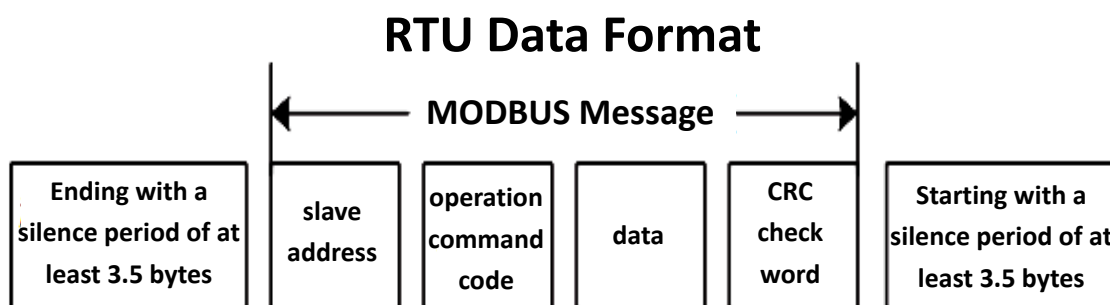 RTU Data Format
MODBUS Message
Ending with a
silence period of at
least 3.5 bytes
slave
address
operation
command
code
data
CRC
check
word
Starting with a
silence period of at
least 3.5 bytes